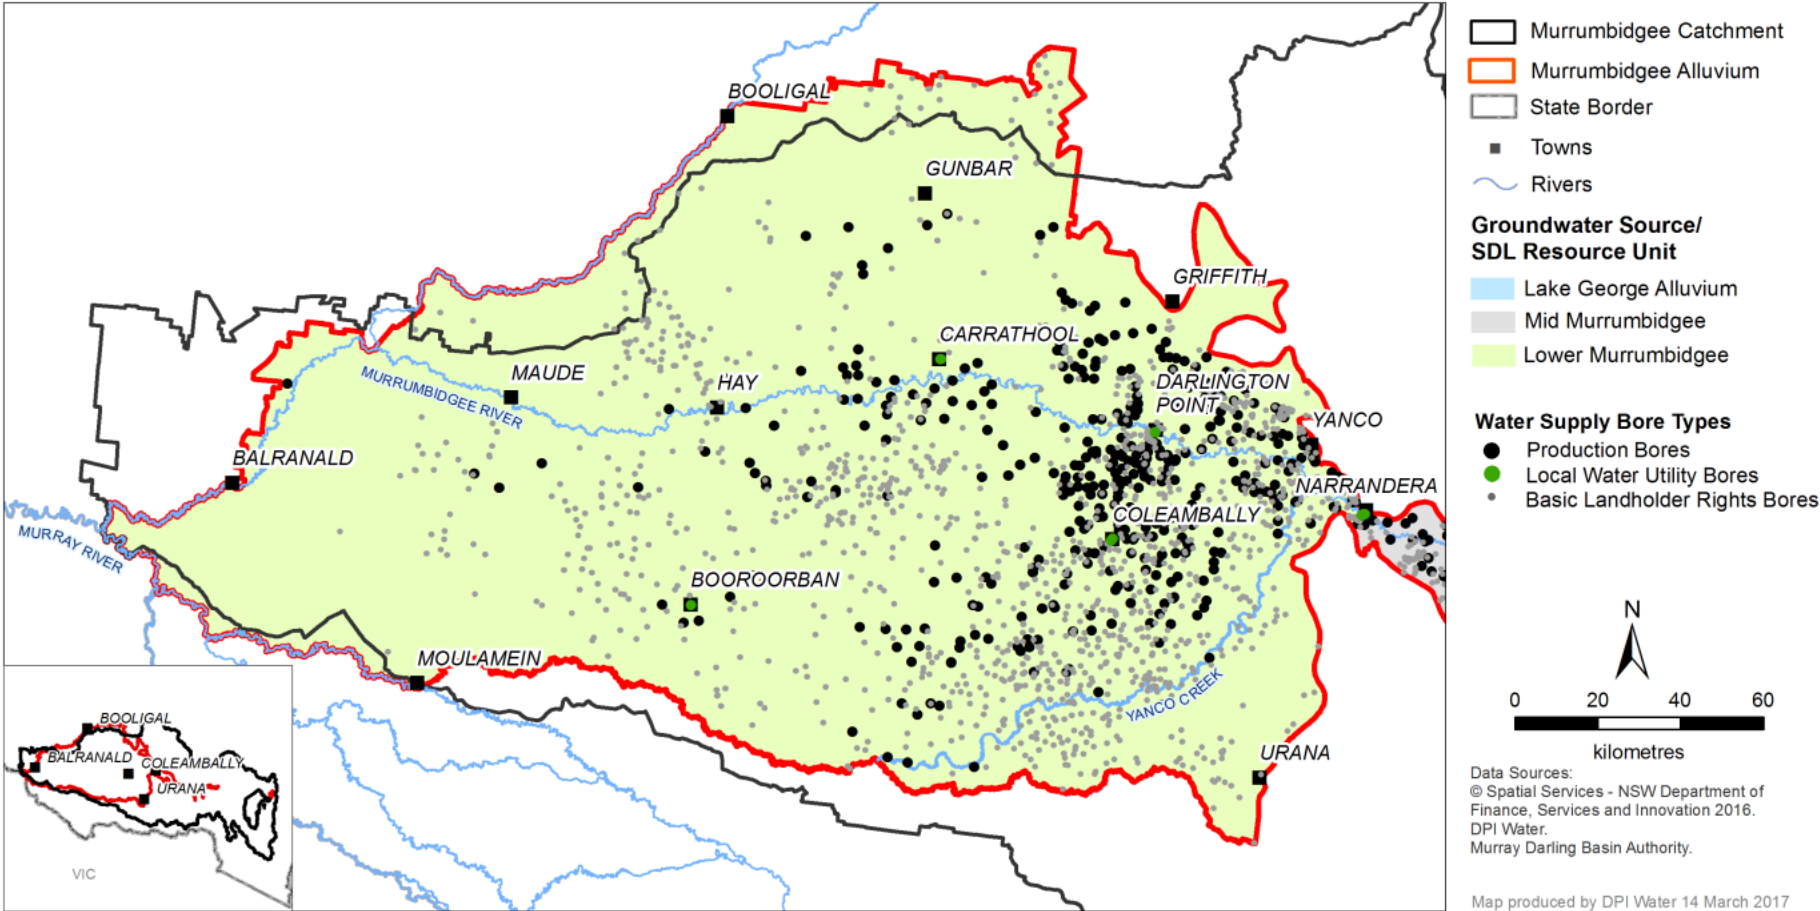 BOOLIGAL
GUNBAR
GRIFFITH
CARRATHOOL
MAUDE
HAY
DARLINGTON
POINT
MURRUMBIDGEE RIVER
YANCO
BALRANALD
NARRANDERA
COLEAMBALLY
MURRAY RIVER
BOOROORBAN
MOULAMEIN
YANCO CREEK
URANA
BOOLIGAL
BALRANALD
COLEAMBALLY
URANA
VIC
Murrumbidgee Catchment
Murrumbidgee Alluvium
State Border
Towns
Rivers
Groundwater Source/
SDL Resource Unit
Lake George Alluvium
Mid Murrumbidgee
Lower Murrumbidgee
Water Supply Bore Types
Production Bores
Local Water Utility Bores
Basic Landholder Rights Bores
N
0 20 40 60
kilometres
Data Sources:
© Spatial Services - NSW Department of
Finance, Services and Innovation 2016.
DPI Water.
Murray Darling Basin Authority.
Map produced by DPI Water 14 March 2017